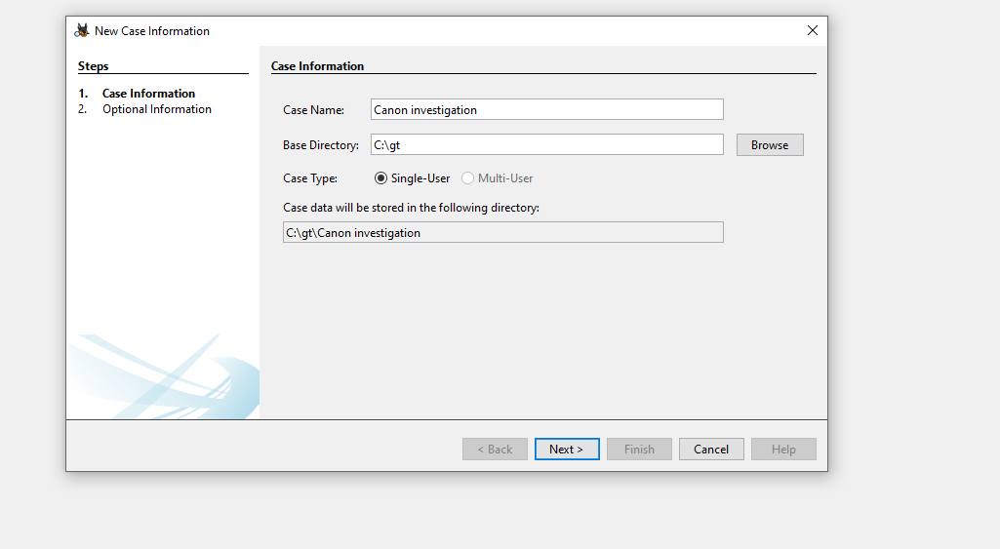 New Case Information
Steps
1. Case Information
2. Optional Information
Case Information
Case Name: Canon investigation
Base Directory: C:\gt Browse
Case Type: Single-User Multi-User
Case data will be stored in the following directory:
C:\gt\Canon investigation
< Back Next > Finish Cancel Help